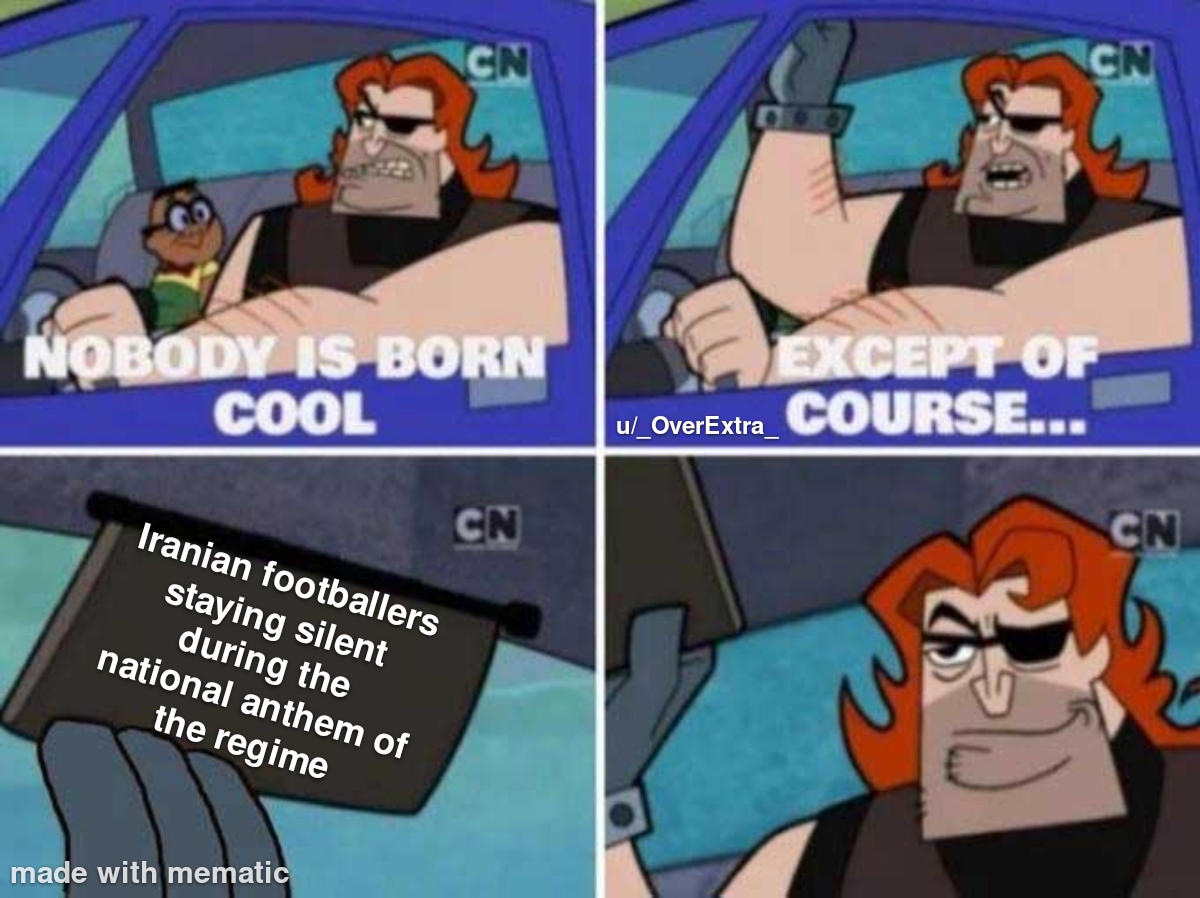 CN
NOBODY IS BORN
COOL
CN
EXCEPT OF
COURSE...
u/_OverExtra_
CN
Iranian footballers
staying silent
during the
national anthem of
the regime
made with mematic
CN